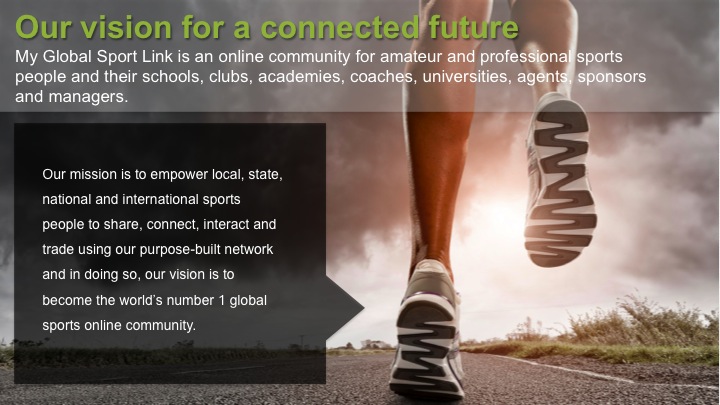 Our vision for a connected future
My Global Sport Link is an online community for amateur and professional sports
people and their schools, clubs, academies, coaches, universities, agents, sponsors
and managers.
Our mission is to empower local, state,
national and international sports
people to share, connect, interact and
trade using our purpose-built network
and in doing so, our vision is to
become the world's number 1 global
sports online community.